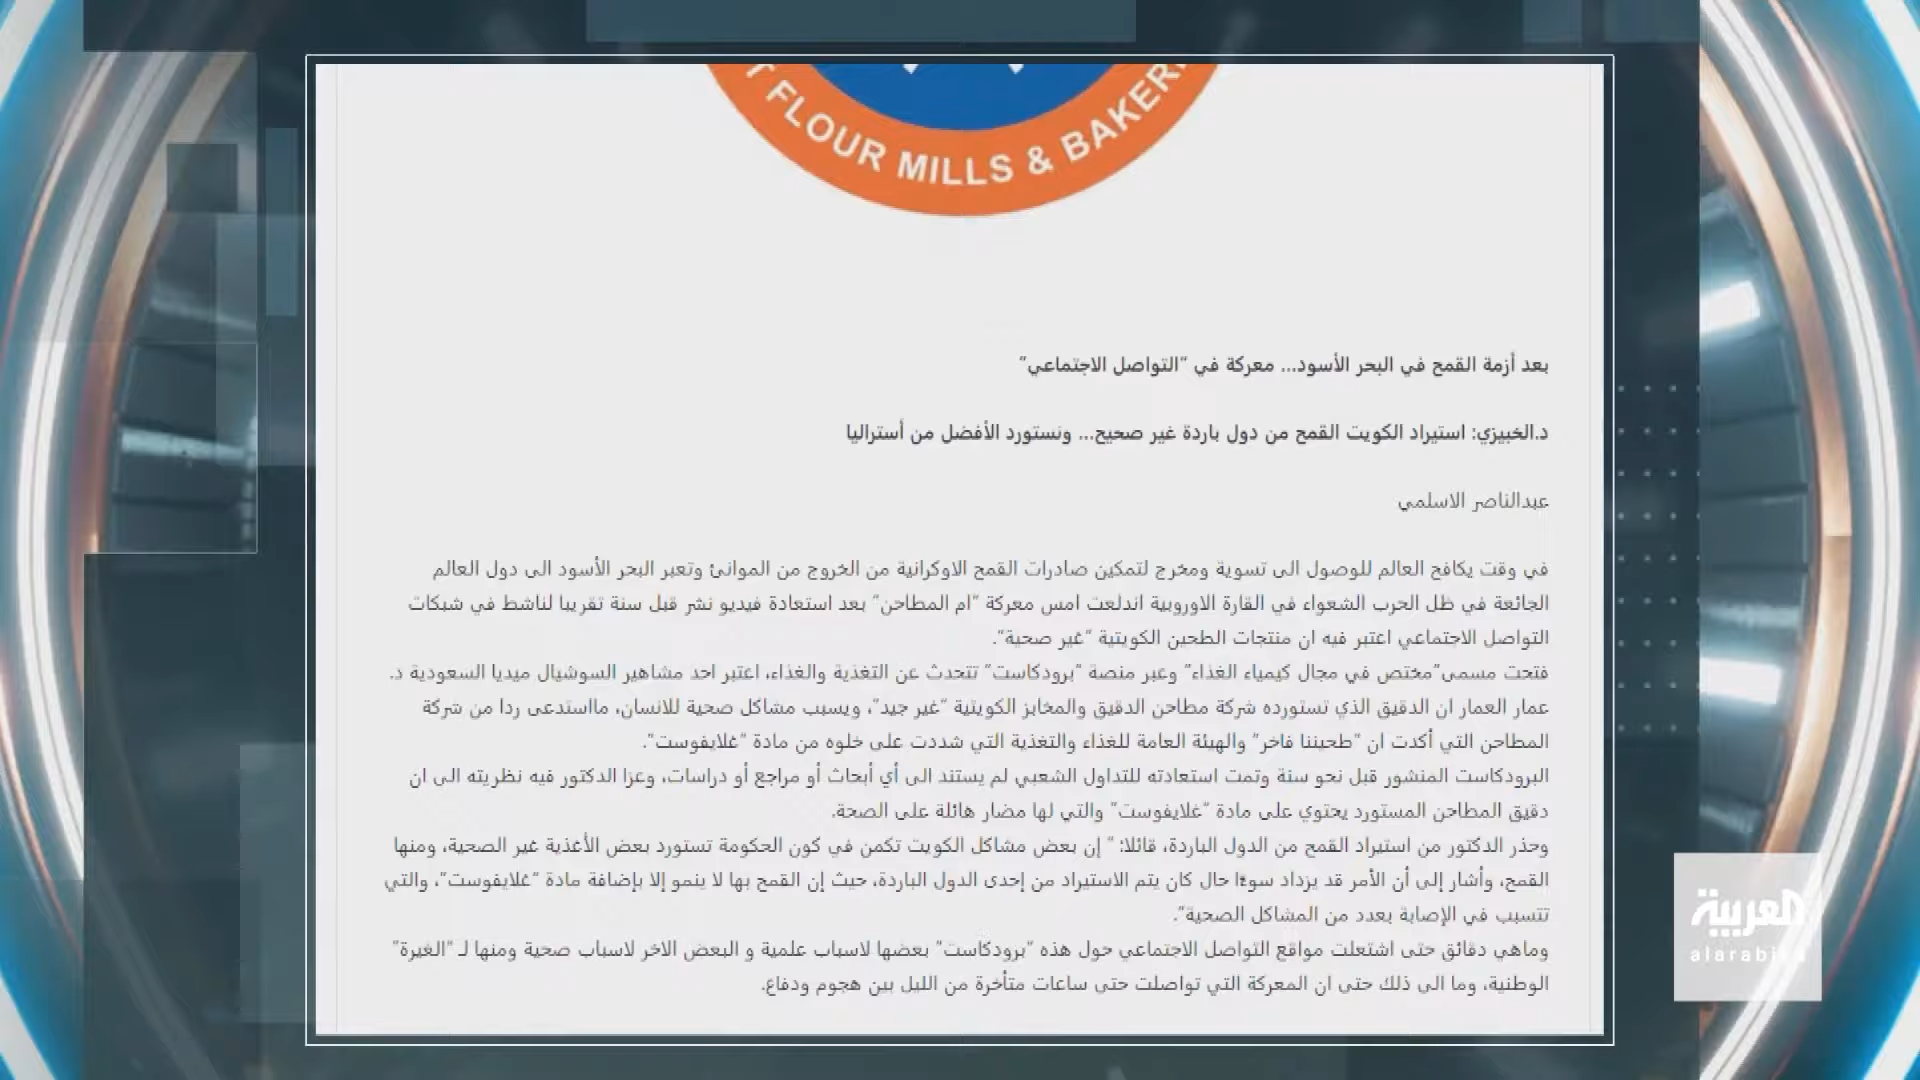 T FLOUR MILLS & BAKERI
بعد أزمة القمح في البحر الأسود... معركة في "التواصل الاجتماعي"
د.الخبيزي: استيراد الكويت القمح من دول باردة غير صحيح... ونستورد الأفضل من أستراليا
عبدالناصر الاسلمي
في وقت يكافح العالم للوصول الى تسوية ومخرج لتمكين صادرات القمح الاوكرانية من الخروج من الموانئ وتعبر البحر الأسود الى دول العالم
الجائعة في ظل الحرب الشعواء في القارة الاوروبية اندلعت امس معركة "ام المطاحن" بعد استعادة فيديو نشر قبل سنة تقريبا لناشط في شبكات
التواصل الاجتماعي اعتبر فيه ان منتجات الطحين الكويتية "غير صحية".
فتحت مسمى"مختص في مجال كيمياء الغذاء" وعبر منصة "برودكاست" تتحدث عن التغذية والغذاء، اعتبر احد مشاهير السوشيال ميديا السعودية د.
عمار العمار ان الدقيق الذي تستورده شركة مطاحن الدقيق والمخابز الكويتية "غير جيد"، ويسبب مشاكل صحية للانسان، مااستدعى ردا من شركة
المطاحن التي أكدت ان "طحيننا فاخر" والهيئة العامة للغذاء والتغذية التي شددت على خلوه من مادة "غلايفوست".
البرودكاست المنشور قبل نحو سنة وتمت استعادته للتداول الشعبي لم يستند الى أي أبحاث أو مراجع أو دراسات، وعزا الدكتور فيه نظريته الى ان
دقيق المطاحن المستورد يحتوي على مادة "غلايفوست" والتي لها مضار هائلة على الصحة.
وحذر الدكتور من استيراد القمح من الدول الباردة، قائلا: " إن بعض مشاكل الكويت تكمن في كون الحكومة تستورد بعض الأغذية غير الصحية، ومنها
القمح، وأشار إلى أن الأمر قد يزداد سوءًا حال كان يتم الاستيراد من إحدى الدول الباردة، حيث إن القمح بها لا ينمو إلا بإضافة مادة "غلايفوست"، والتي
تتسبب في الإصابة بعدد من المشاكل الصحية".
وماهي دقائق حتى اشتعلت مواقع التواصل الاجتماعي حول هذه "برودكاست" بعضها لاسباب علمية و البعض الاخر لاسباب صحية ومنها لـ "الغيرة"
الوطنية، وما الى ذلك حتى ان المعركة التي تواصلت حتى ساعات متأخرة من الليل بين هجوم ودفاع.
العربية
alarabiya